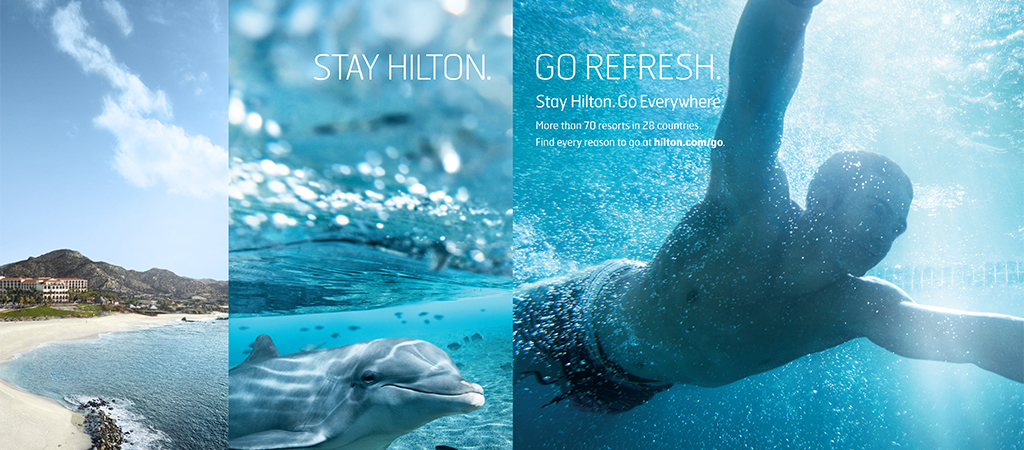 STAY HILTON.
GO REFRESH.
Stay Hilton. Go Everywhere.
More than 70 resorts in 28 countries.
Find every reason to go at hilton.com/go.